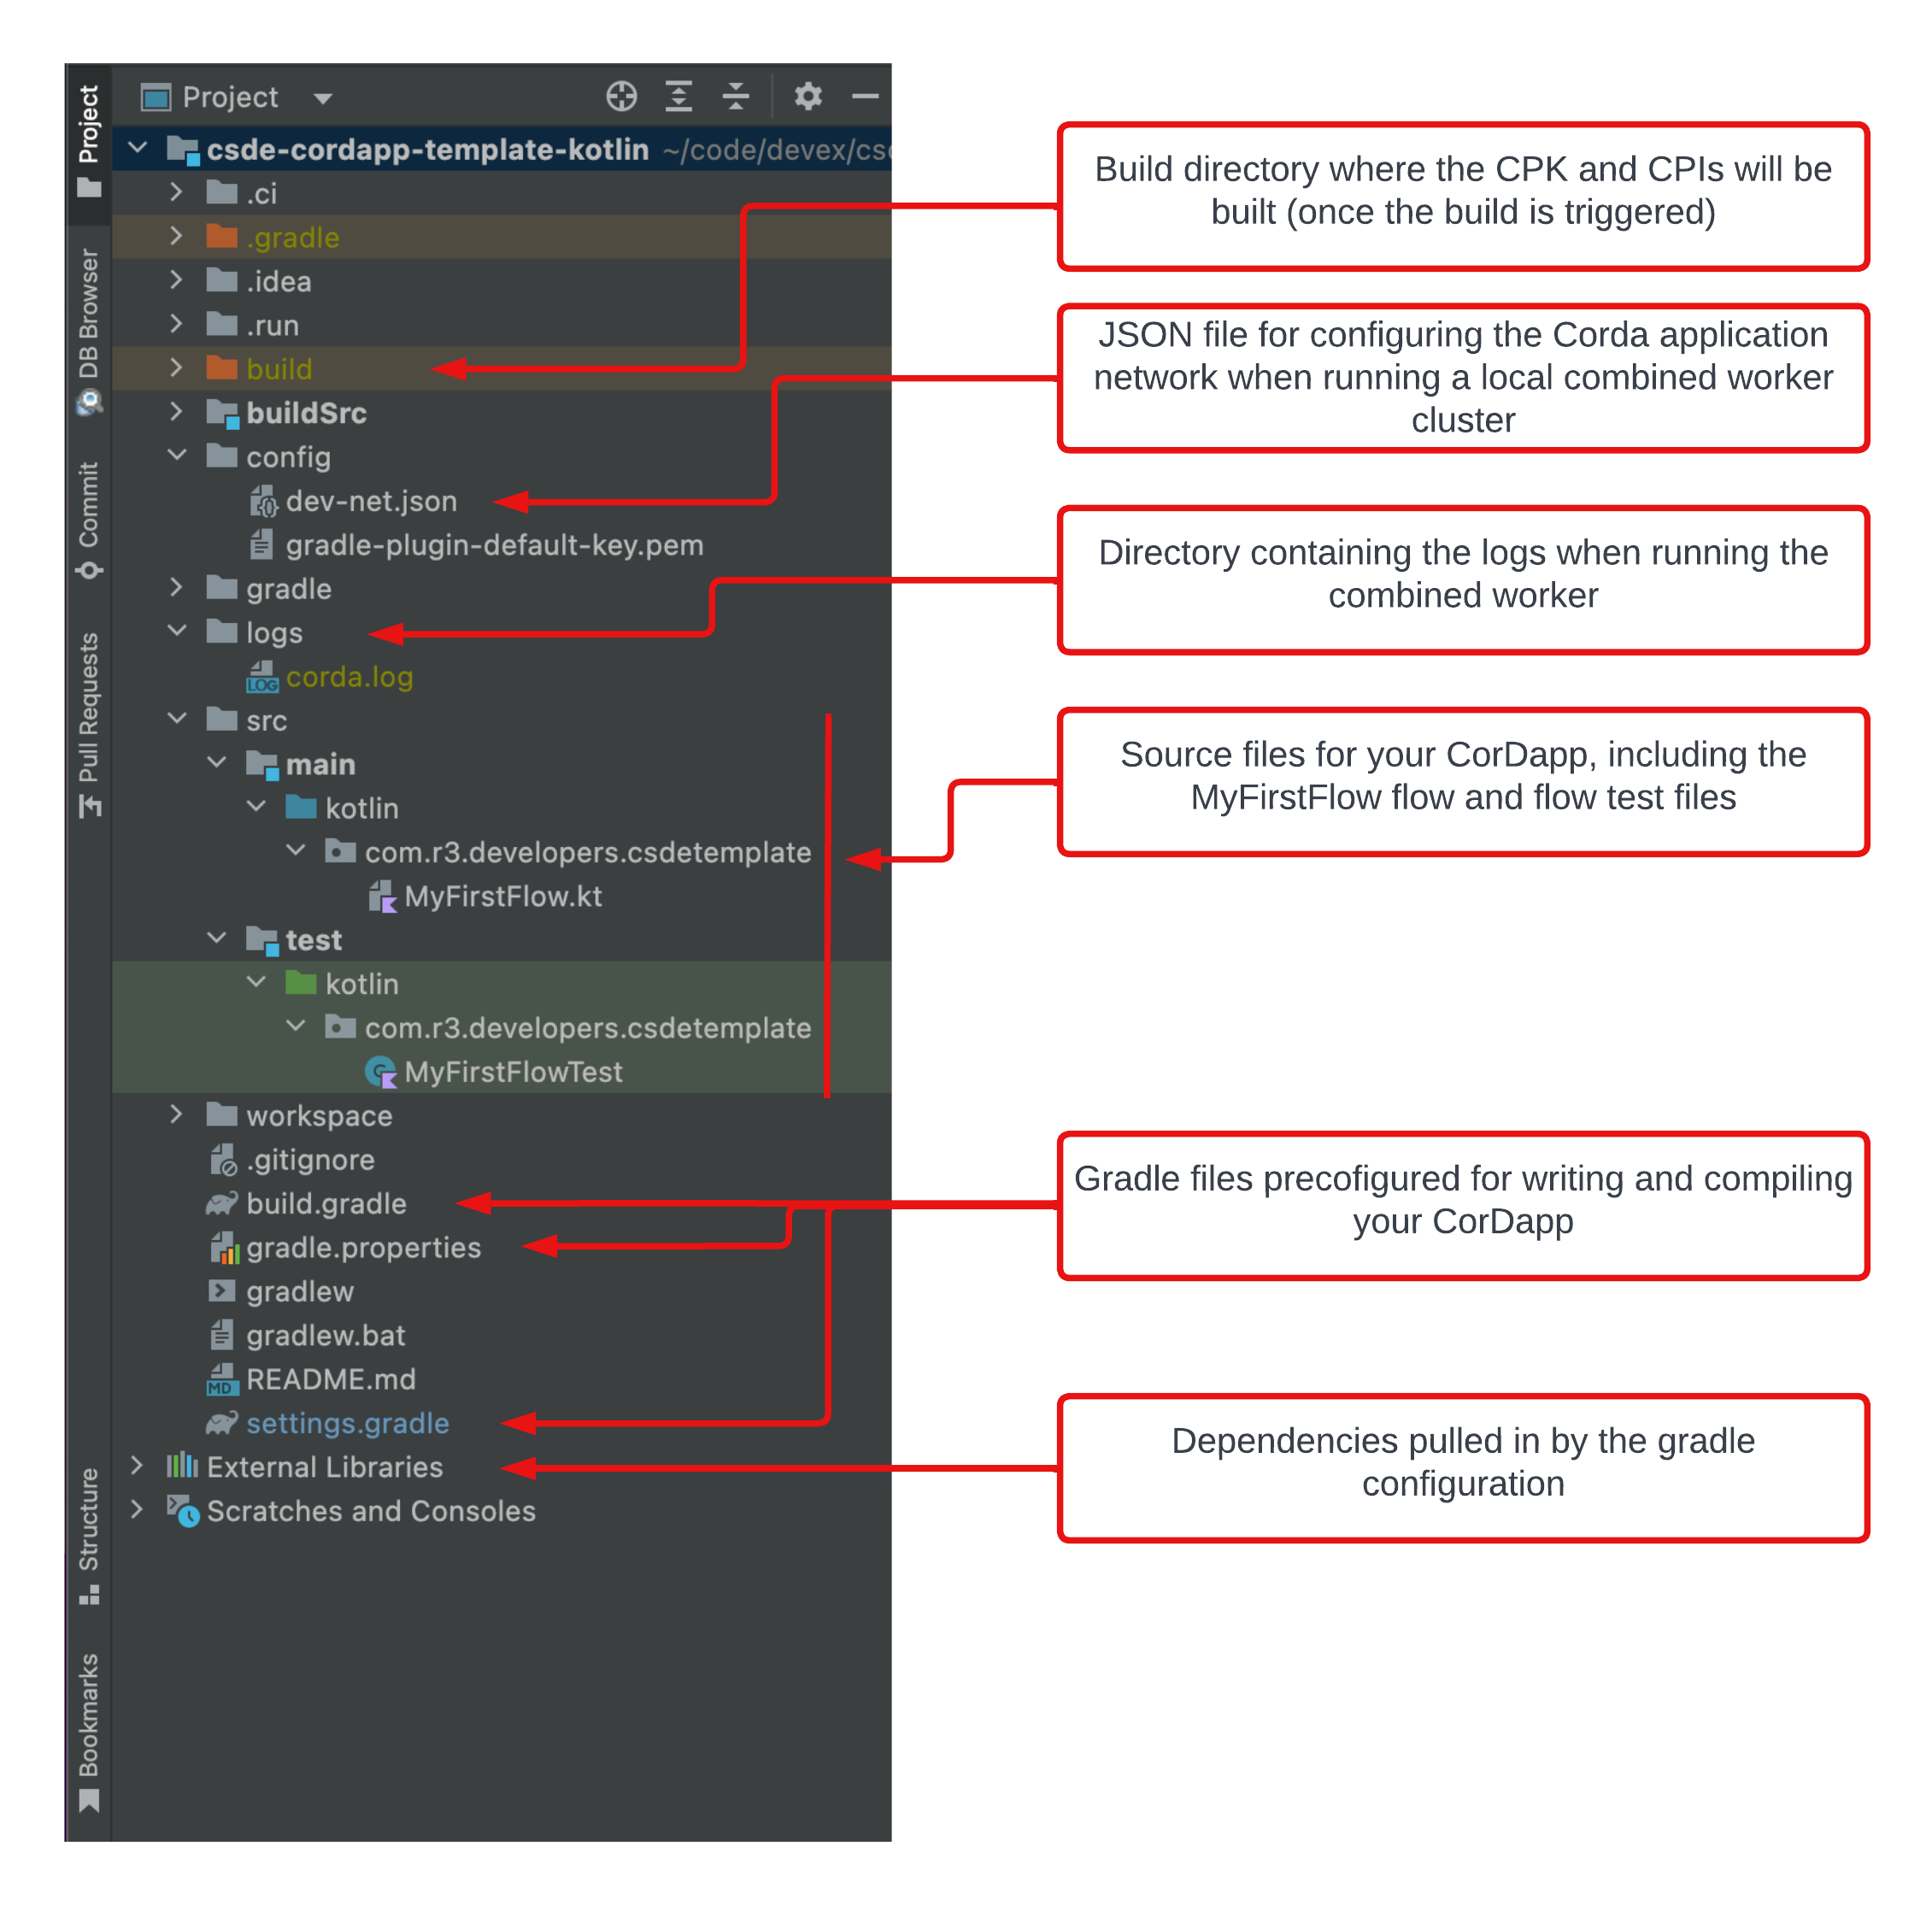 Project
DB Browser
Commit
Pull Requests
Structure
Bookmarks
Project
csde-cordapp-template-kotlin ~/code/devex/csd
.ci
.gradle
.idea
.run
build
buildSrc
config
dev-net.json
gradle-plugin-default-key.pem
gradle
logs
LOG corda.log
src
main
kotlin
com.r3.developers.csdetemplate
MyFirstFlow.kt
test
kotlin
com.r3.developers.csdetemplate
MyFirstFlowTest
workspace
.gitignore
build.gradle
gradle.properties
gradlew
gradlew.bat
MD README.md
settings.gradle
External Libraries
Scratches and Consoles
Build directory where the CPK and CPIs will be
built (once the build is triggered)
JSON file for configuring the Corda application
network when running a local combined worker
cluster
Directory containing the logs when running the
combined worker
Source files for your CorDapp, including the
MyFirstFlow flow and flow test files
Gradle files precofigured for writing and compiling
your CorDapp
Dependencies pulled in by the gradle
configuration